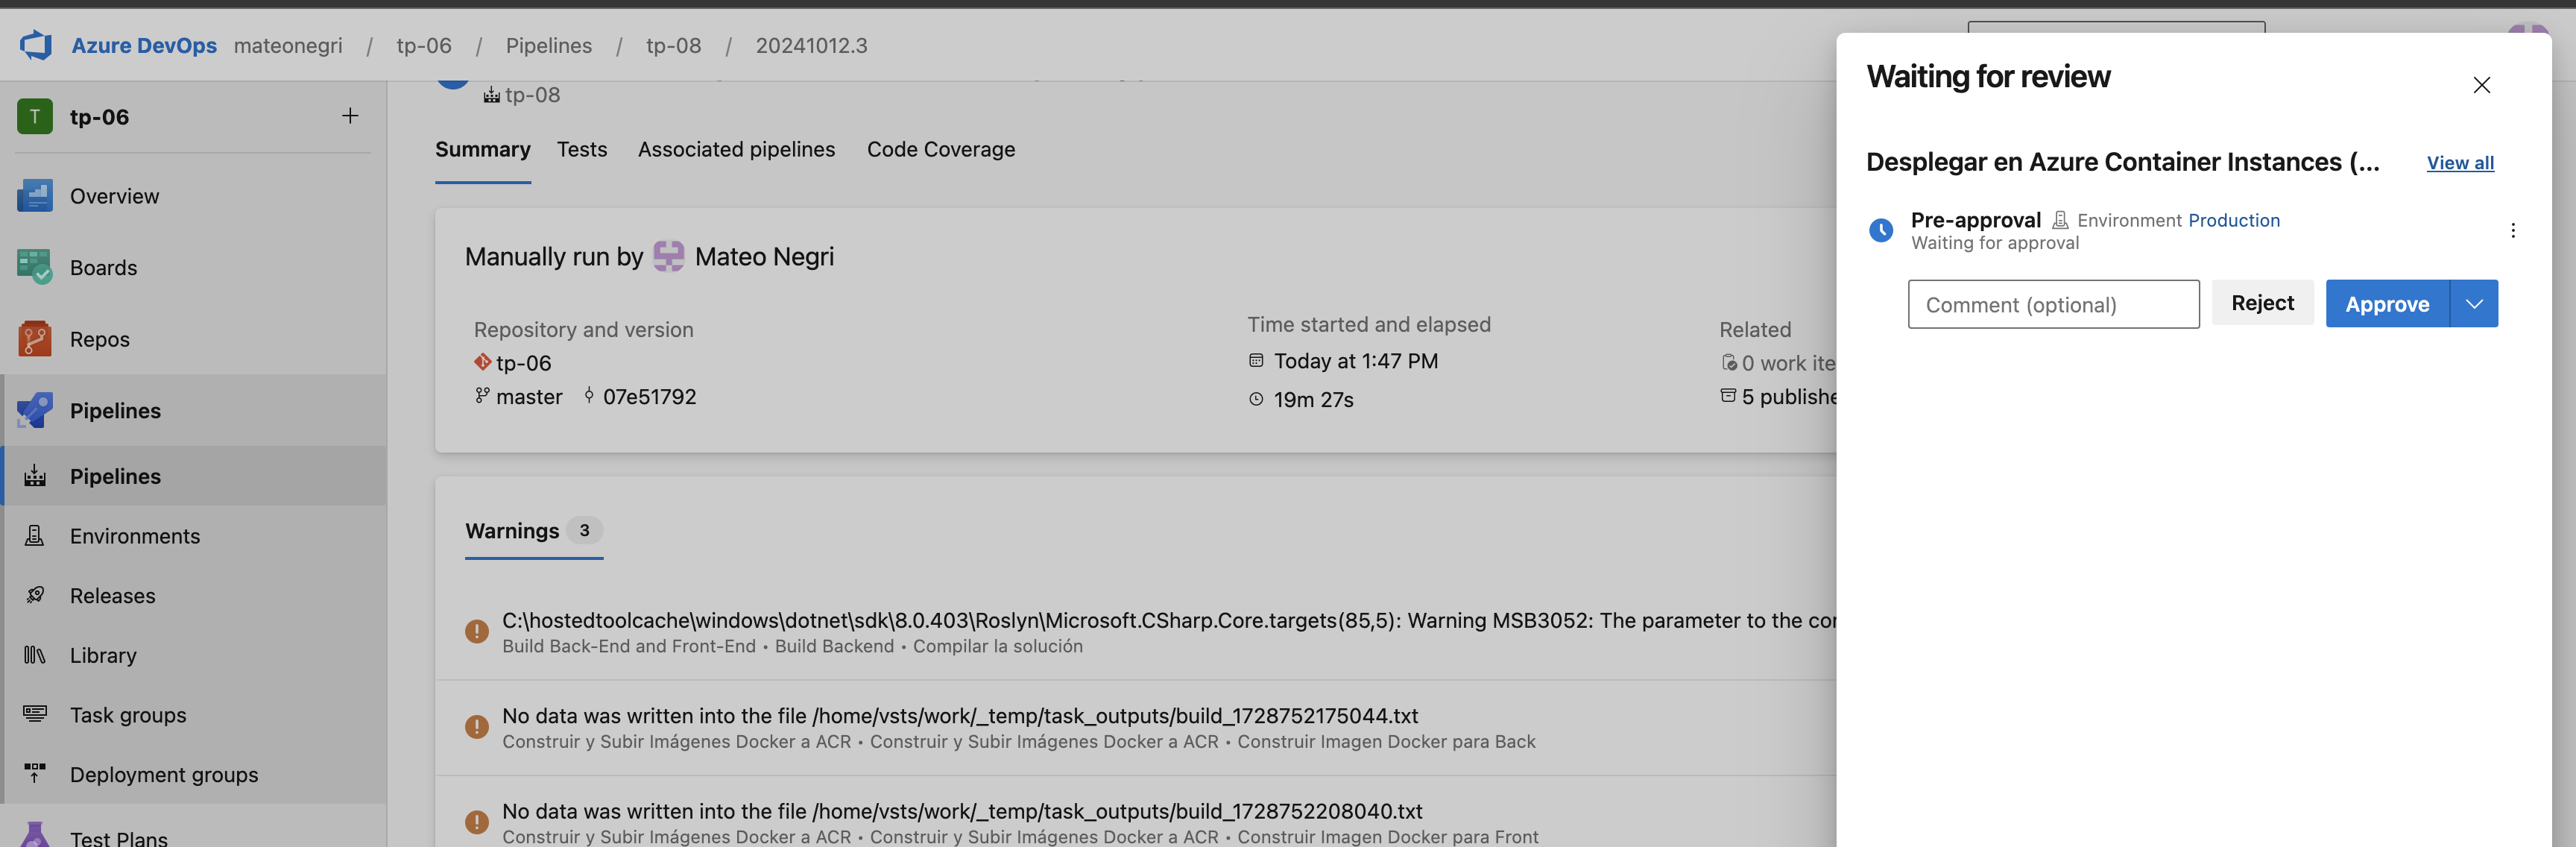 Azure DevOps mateonegri / tp-06 / Pipelines / tp-08 / 20241012.3
T tp-06
Overview
Boards
Repos
Pipelines
Pipelines
Environments
Releases
Library
Task groups
Deployment groups
Test Plans
tp-08
Summary Tests Associated pipelines Code Coverage
Manually run by Mateo Negri
Repository and version
tp-06
master 07e51792
Time started and elapsed
Today at 1:47 PM
19m 27s
Related
0 work ite
5 publishe
Warnings 3
C:\hostedtoolcache\windows\dotnet\sdk\8.0.403\Roslyn\Microsoft.CSharp.Core.targets(85,5): Warning MSB3052: The parameter to the cor
Build Back-End and Front-End • Build Backend • Compilar la solución
No data was written into the file /home/vsts/work/_temp/task_outputs/build_1728752175044.txt
Construir y Subir Imágenes Docker a ACR • Construir y Subir Imágenes Docker a ACR • Construir Imagen Docker para Back
No data was written into the file /home/vsts/work/_temp/task_outputs/build_1728752208040.txt
Construir y Subir Imágenes Docker a ACR • Construir y Subir Imágenes Docker a ACR • Construir Imagen Docker para Front
Waiting for review
Desplegar en Azure Container Instances (... View all
Pre-approval Environment Production
Waiting for approval
Comment (optional) Reject Approve